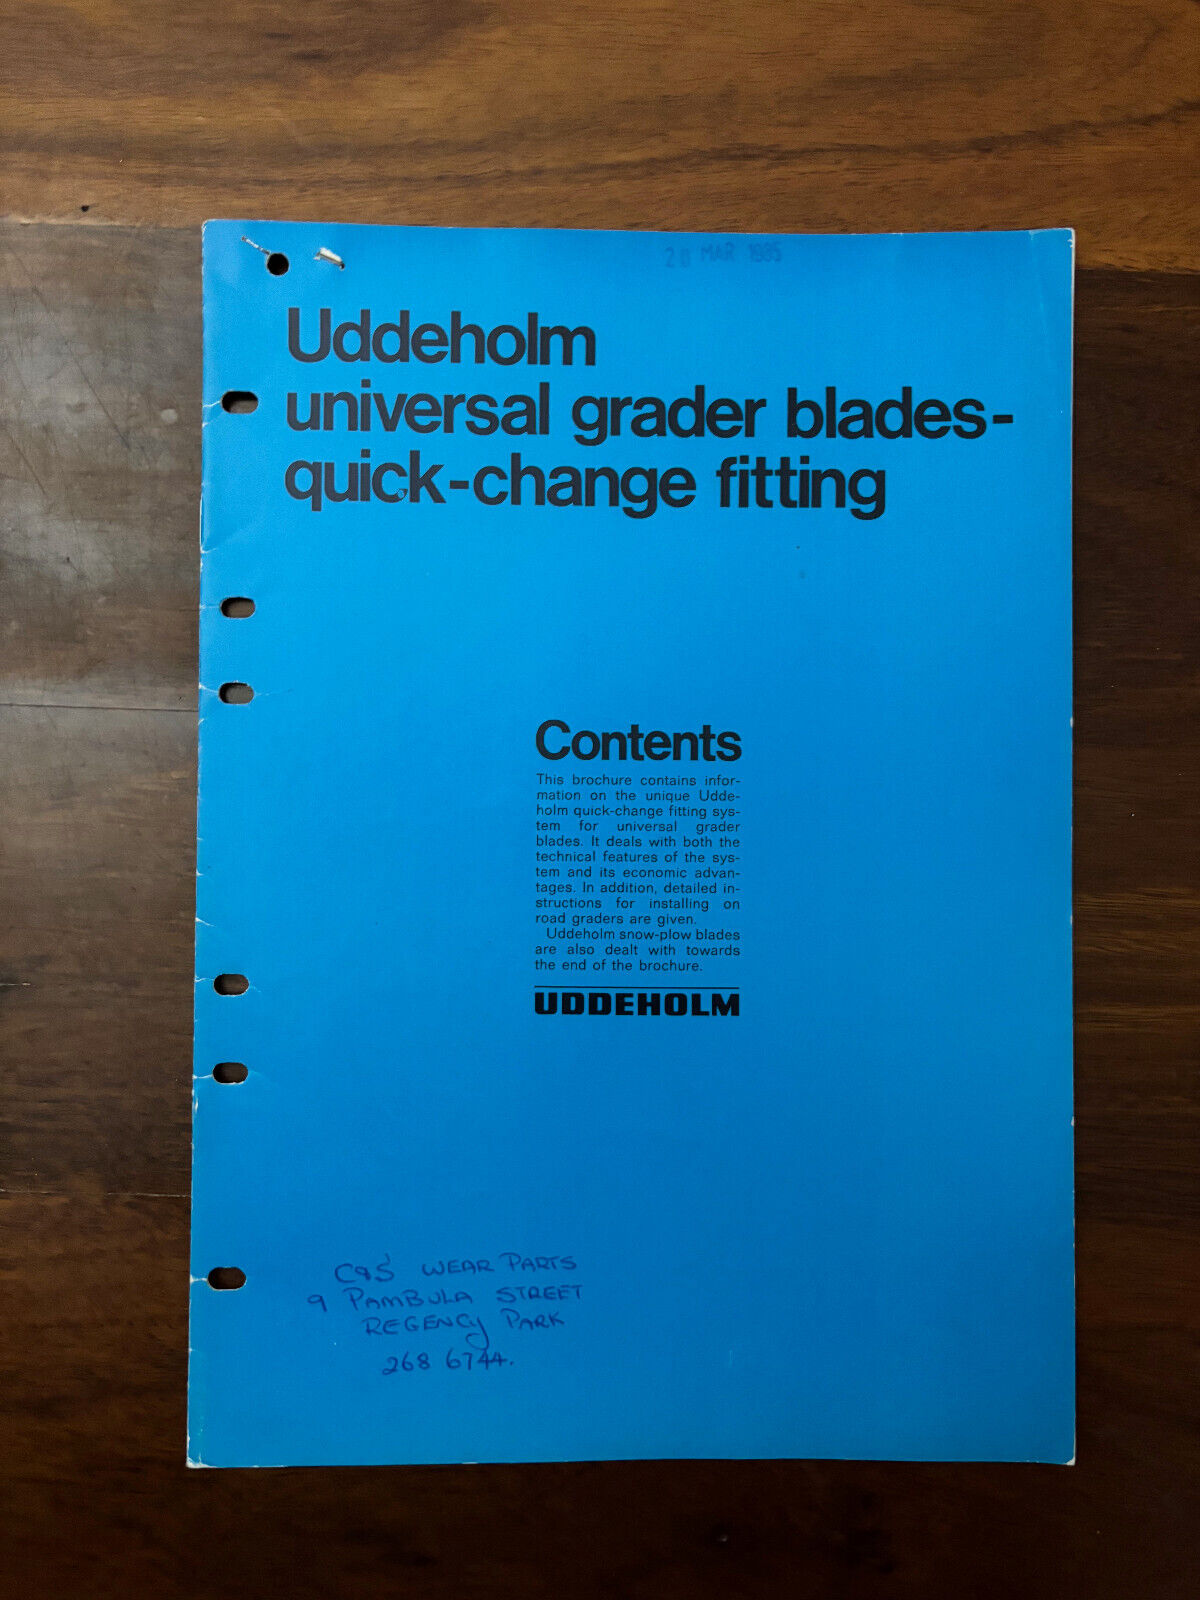 20 MAR 1985
Uddeholm
universal grader blades-
quick-change fitting
Contents
This brochure contains infor-
mation on the unique Udde-
holm quick-change fitting sys-
tem for universal grader
blades. It deals with both the
technical features of the sys-
tem and its economic advan-
tages. In addition, detailed in-
structions for installing on
road graders are given.
Uddeholm snow-plow blades
are also dealt with towards
the end of the brochure.
UDDEHOLM
C&S WEAR PARTS
9 PAMBULA STREET
REGENCY PARK
268 6744.